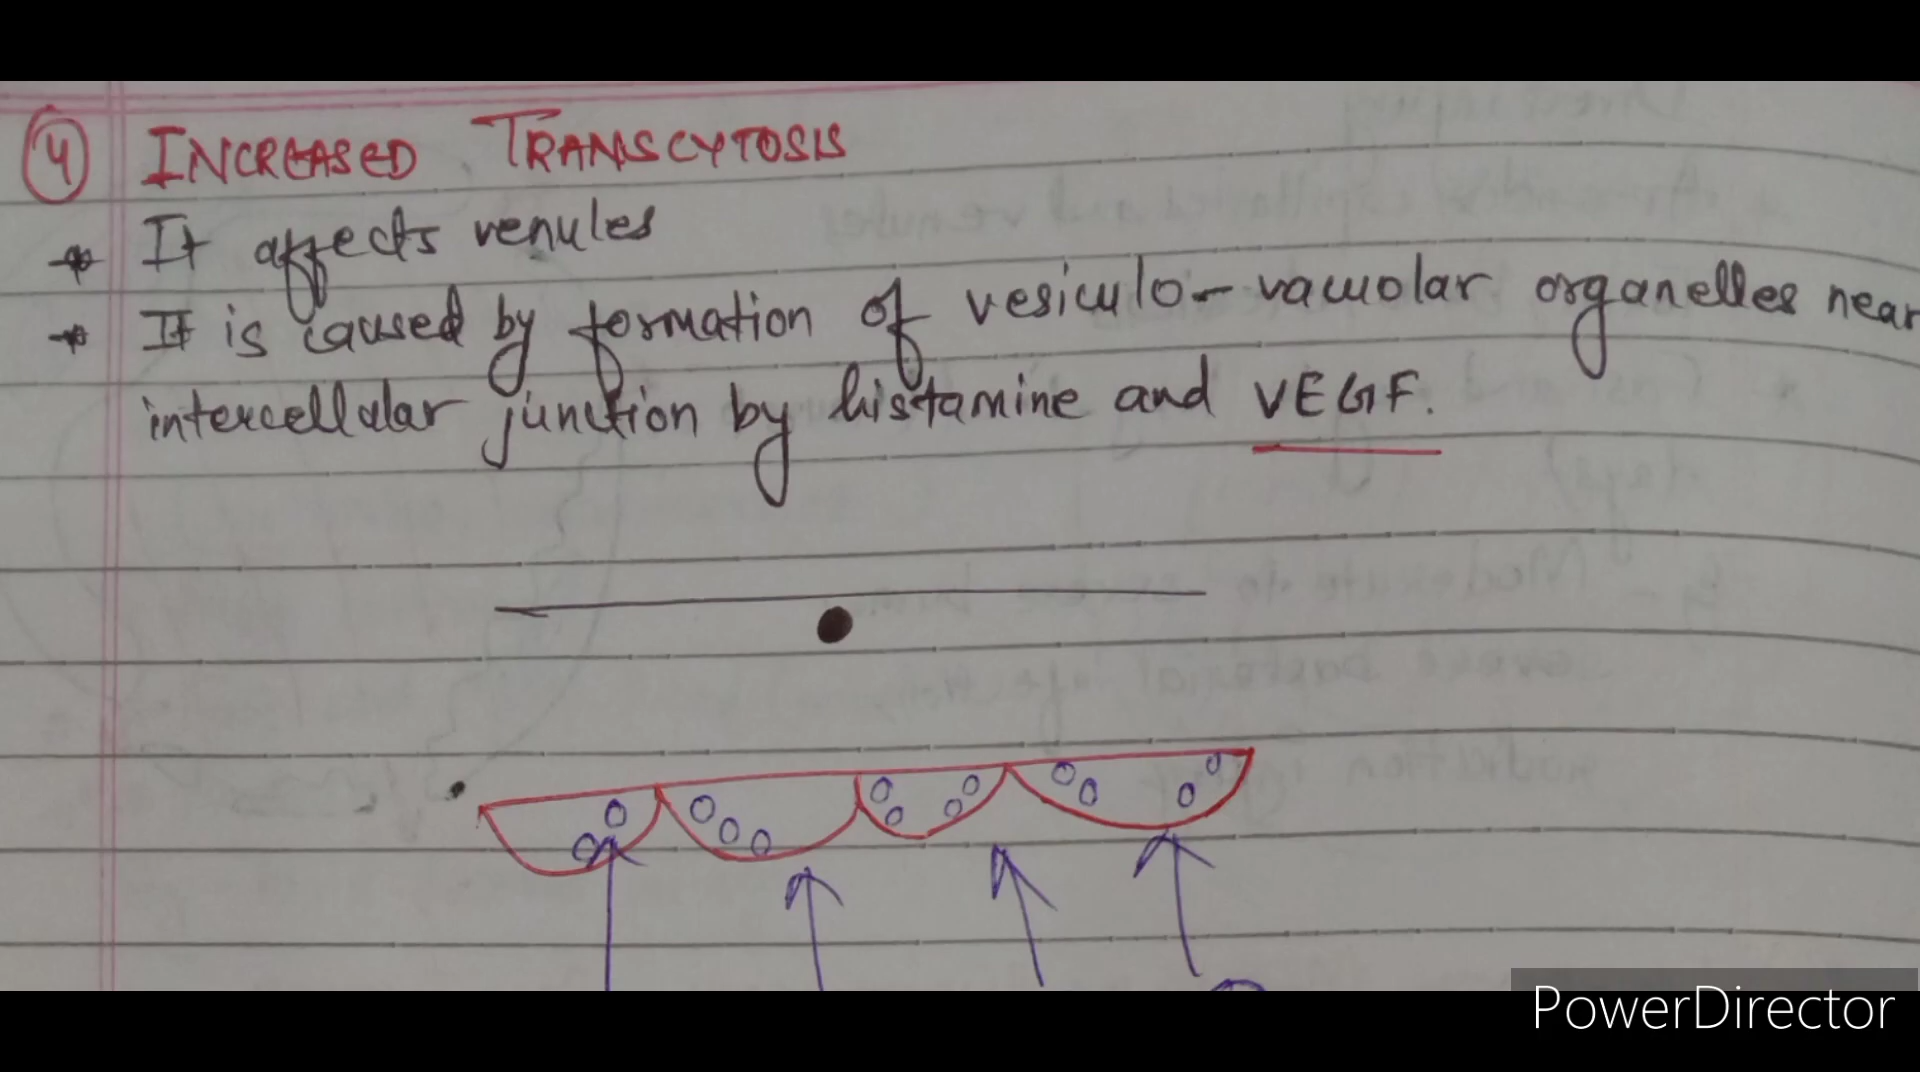 4 INCREASED TRANSCYTOSIS
It affects venules
It is caused by formation of vesiculo-vacuolar organelles near
intercellular junction by histamine and VEGF.
PowerDirector